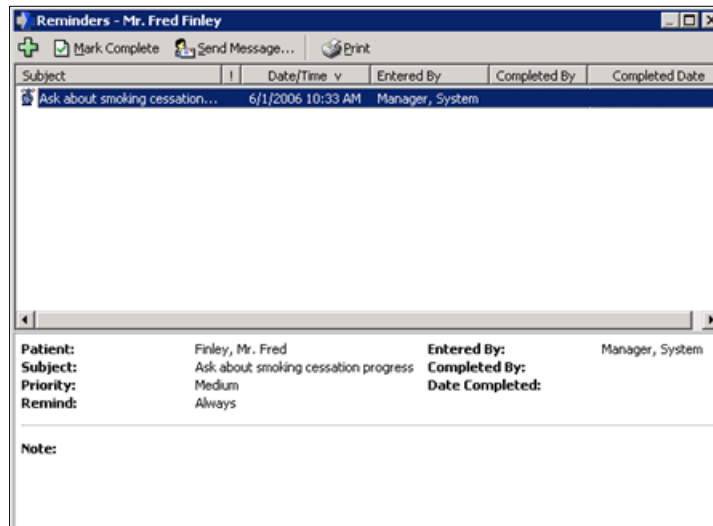 Reminders - Mr. Fred Finley
Mark Complete Send Message... Print
Subject ! Date/Time v Entered By Completed By Completed Date
Ask about smoking cessation... 6/1/2006 10:33 AM Manager, System
Patient: Finley, Mr. Fred Entered By: Manager, System
Subject: Ask about smoking cessation progress Completed By:
Priority: Medium Date Completed:
Remind: Always
Note: